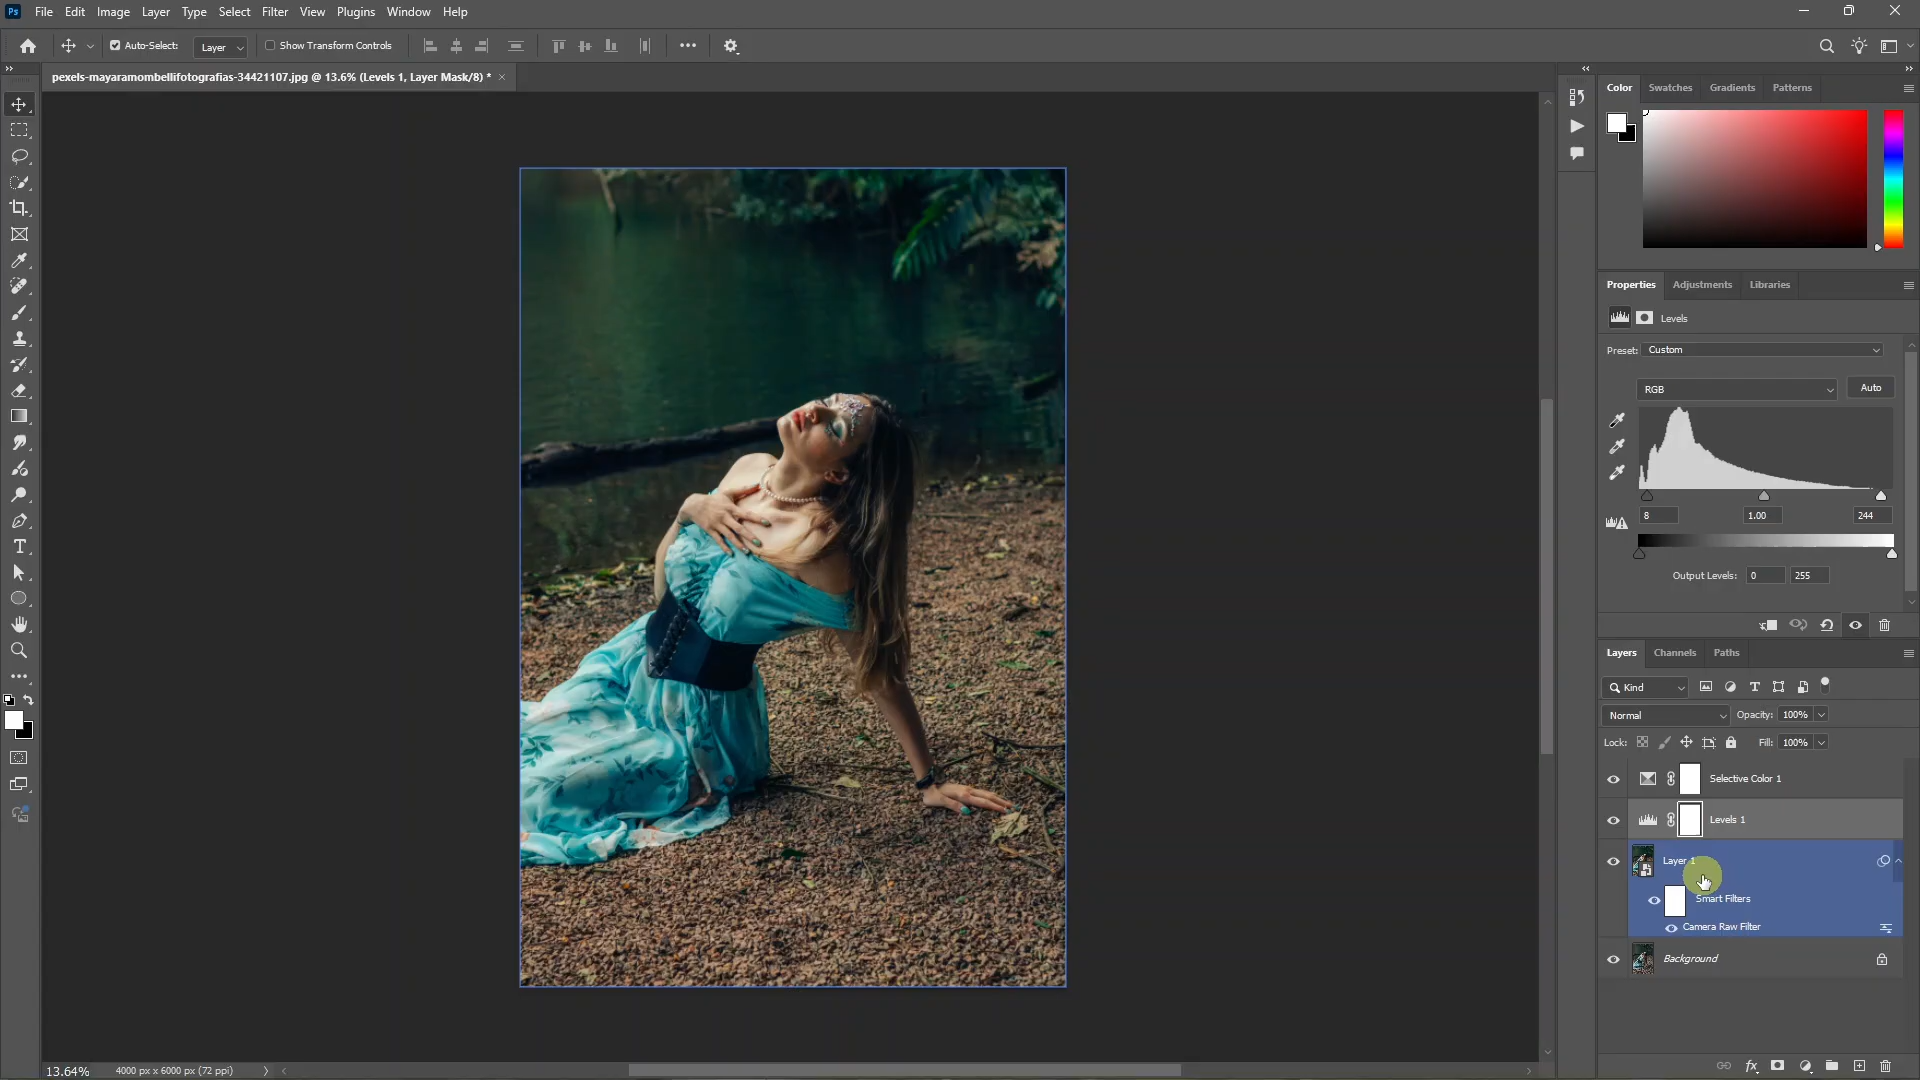 Ps File Edit Image Layer Type Select Filter View Plugins Window Help
Auto-Select: Layer Show Transform Controls
pexels-mayaramombellifotografias-34421107.jpg @ 13.6% (Levels 1, Layer Mask/8) *
Color Swatches Gradients Patterns
Properties Adjustments Libraries
Levels
Preset: Custom
RGB Auto
8 1.00 244
Output Levels: 0 255
Layers Channels Paths
Kind
Normal Opacity: 100%
Lock: Fill: 100%
Selective Color 1
Levels 1
Layer 1
Smart Filters
Camera Raw Filter
Background
13.64% 4000 px x 6000 px (72 ppi)